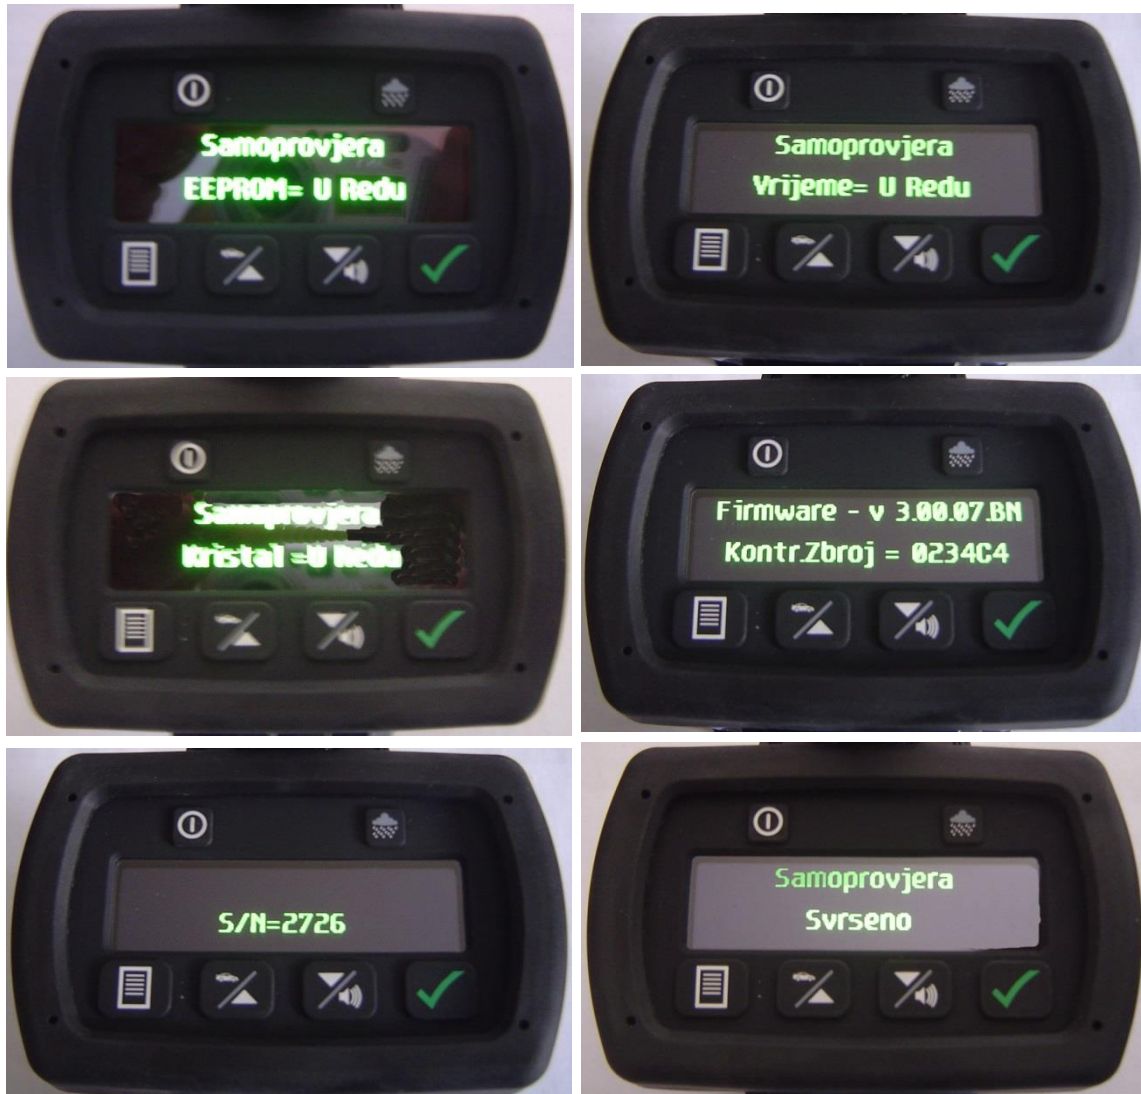 Samoprovjera
EEPROM= U Redu
Samoprovjera
Vrijeme= U Redu
Samoprovjera
Kristal =U Redu
Firmware - v 3.00.07.BN
Kontr.Zbroj = 0234C4
S/N=2726
Samoprovjera
Svrseno